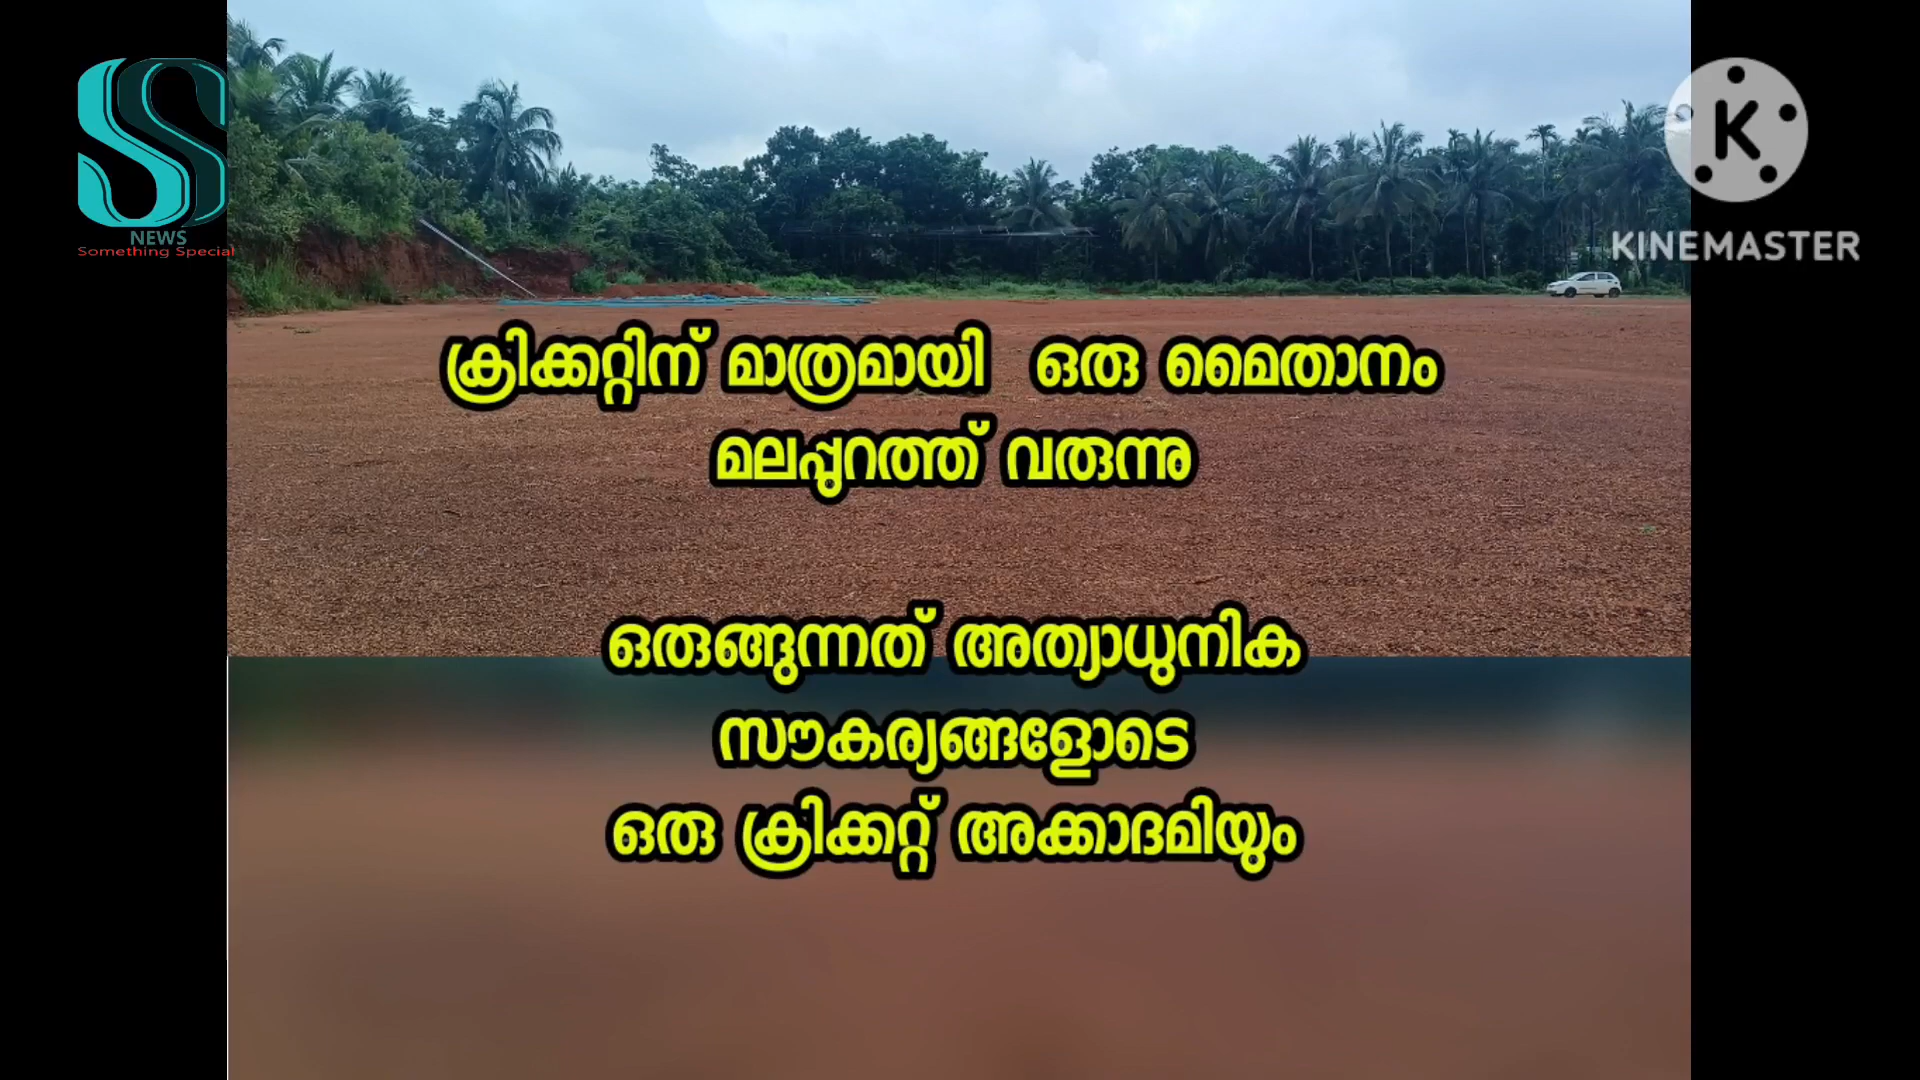 NEWS
Something Special
K
KINEMASTER
ക്രിക്കറ്റിന് മാത്രമായി ഒരു മൈതാനം
മലപ്പുറത്ത് വരുന്നു
ഒരുങ്ങുന്നത് അത്യാധുനിക
സൗകര്യങ്ങളോടെ
ഒരു ക്രിക്കറ്റ് അക്കാദമിയും